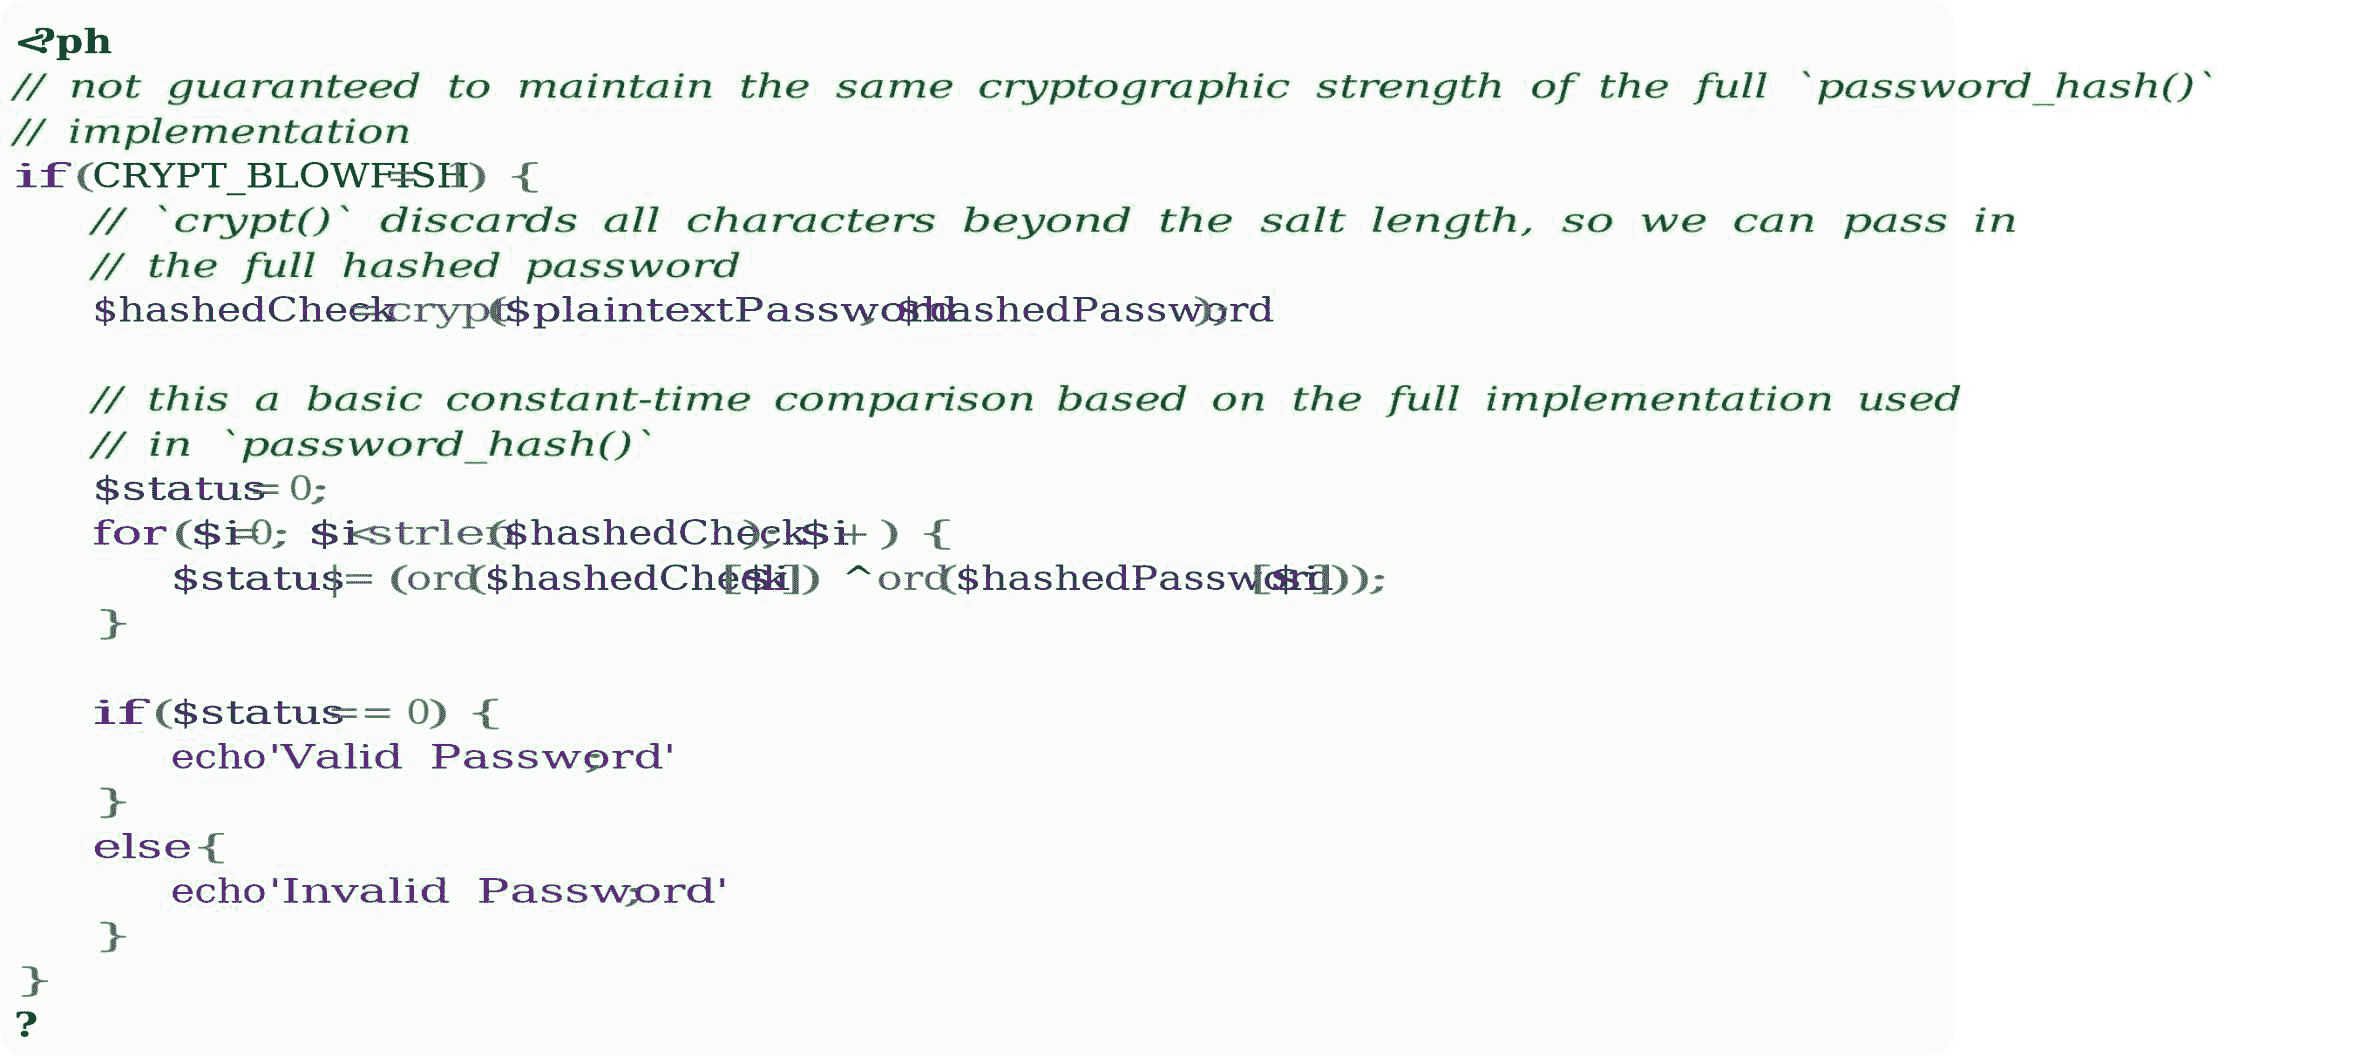 <?ph
// not guaranteed to maintain the same cryptographic strength of the full `password_hash()`
// implementation
if(CRYPT_BLOWFISH= 1) {
// `crypt()` discards all characters beyond the salt length, so we can pass in
// the full hashed password
$hashedCheck=crypt($plaintextPassword, $hashedPassword);
// this a basic constant-time comparison based on the full implementation used
// in `password_hash()`
$status= 0;
for($i=0; $i<strlen($hashedCheck); $i+ ) {
$status|= (ord($hashedCheck[$i]) ^ord($hashedPassword[$i]));
}
if($status== 0) {
echo'Valid Password';
}
else{
echo'Invalid Password';
}
}
?